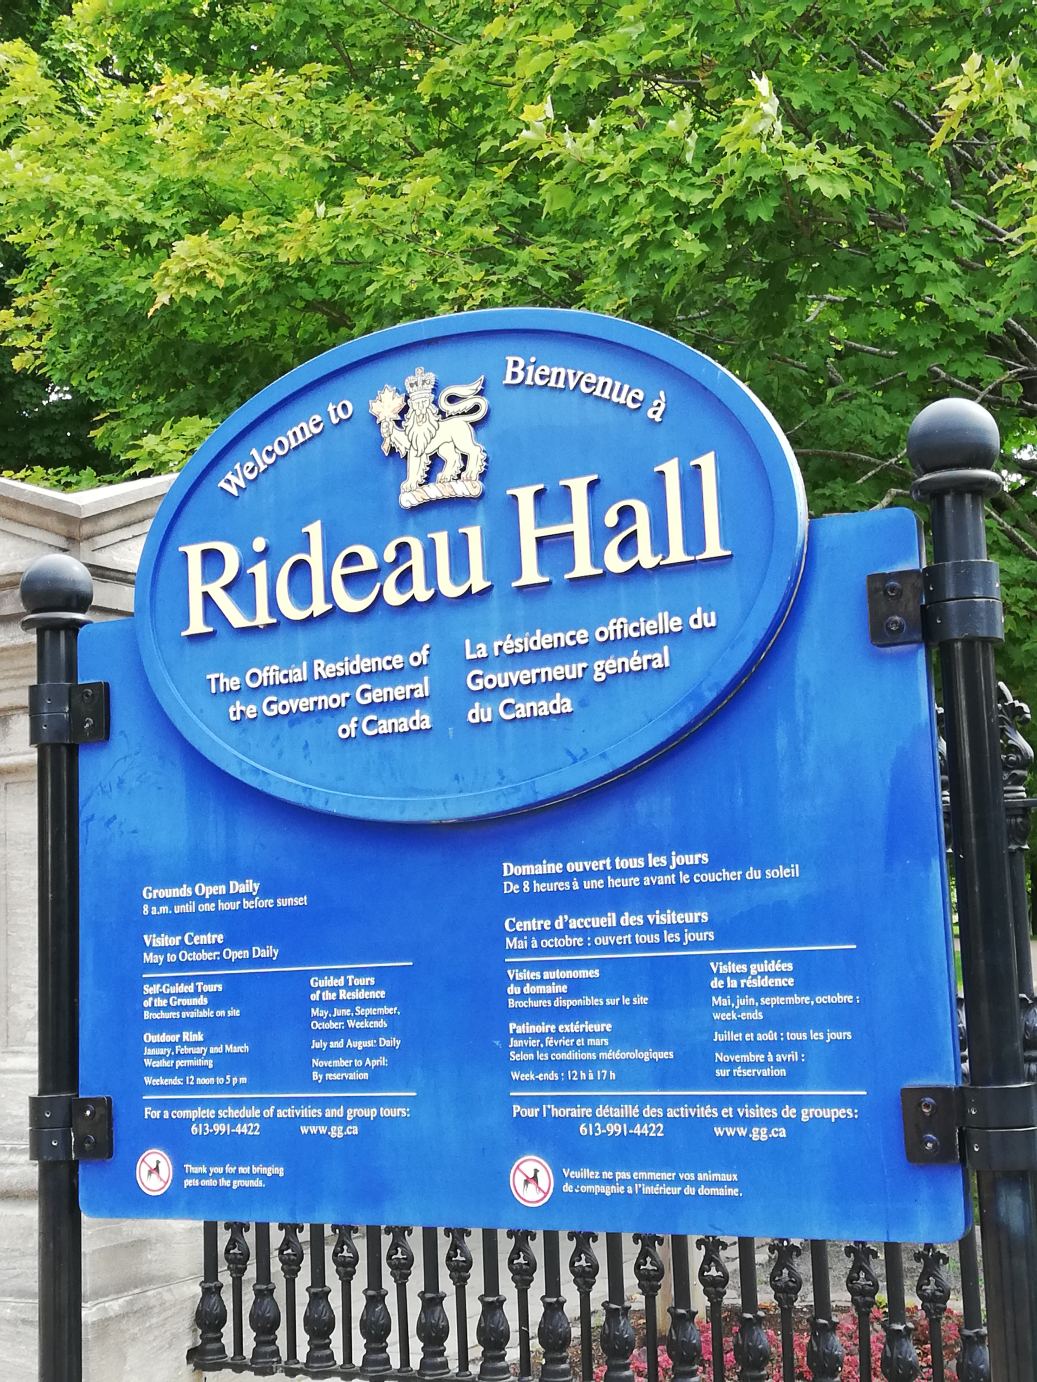 Welcome to
Bienvenue à
Rideau Hall
The Official Residence of
the Governor General
of Canada
La résidence officielle du
Gouverneur général
du Canada
Grounds Open Daily
8 a.m. until one hour before sunset
Visitor Centre
May to October: Open Daily
Self-Guided Tours
of the Grounds
Brochures available on site
Outdoor Rink
January, February and March
Weather permitting
Weekends: 12 noon to 5 pm
Guided Tours
of the Residence
May, June, September,
October: Weekends
July and August: Daily
November to April:
By reservation
For a complete schedule of activities and group tours:
613-991-4422 www.gg.ca
Thank you for not bringing
pets onto the grounds.
Domaine ouvert tous les jours
De 8 heures à une heure avant le coucher du soleil
Centre d'accueil des visiteurs
Mai à octobre : ouvert tous les jours
Visites autonomes
du domaine
Brochures disponibles sur le site
Patinoire extérieure
Janvier, février et mars
Selon les conditions météorologiques
Week-ends : 12 h à 17 h
Visites guidées
de la résidence
Mai, juin, septembre, octobre :
week-ends
Juillet et août : tous les jours
Novembre à avril :
sur réservation
Pour l'horaire détaillé des activités et visites de groupes :
613-991-4422 www.gg.ca
Veuillez ne pas emmener vos animaux
de compagnie à l'intérieur du domaine.